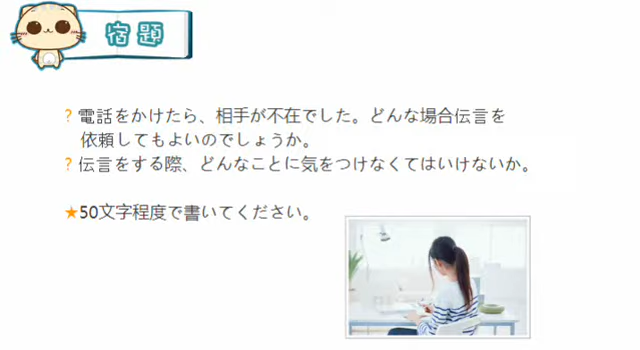 宿題
? 電話をかけたら、相手が不在でした。どんな場合伝言を
依頼してもよいのでしょうか。
? 伝言をする際、どんなことに気をつけなくてはいけないか。
★50文字程度で書いてください。